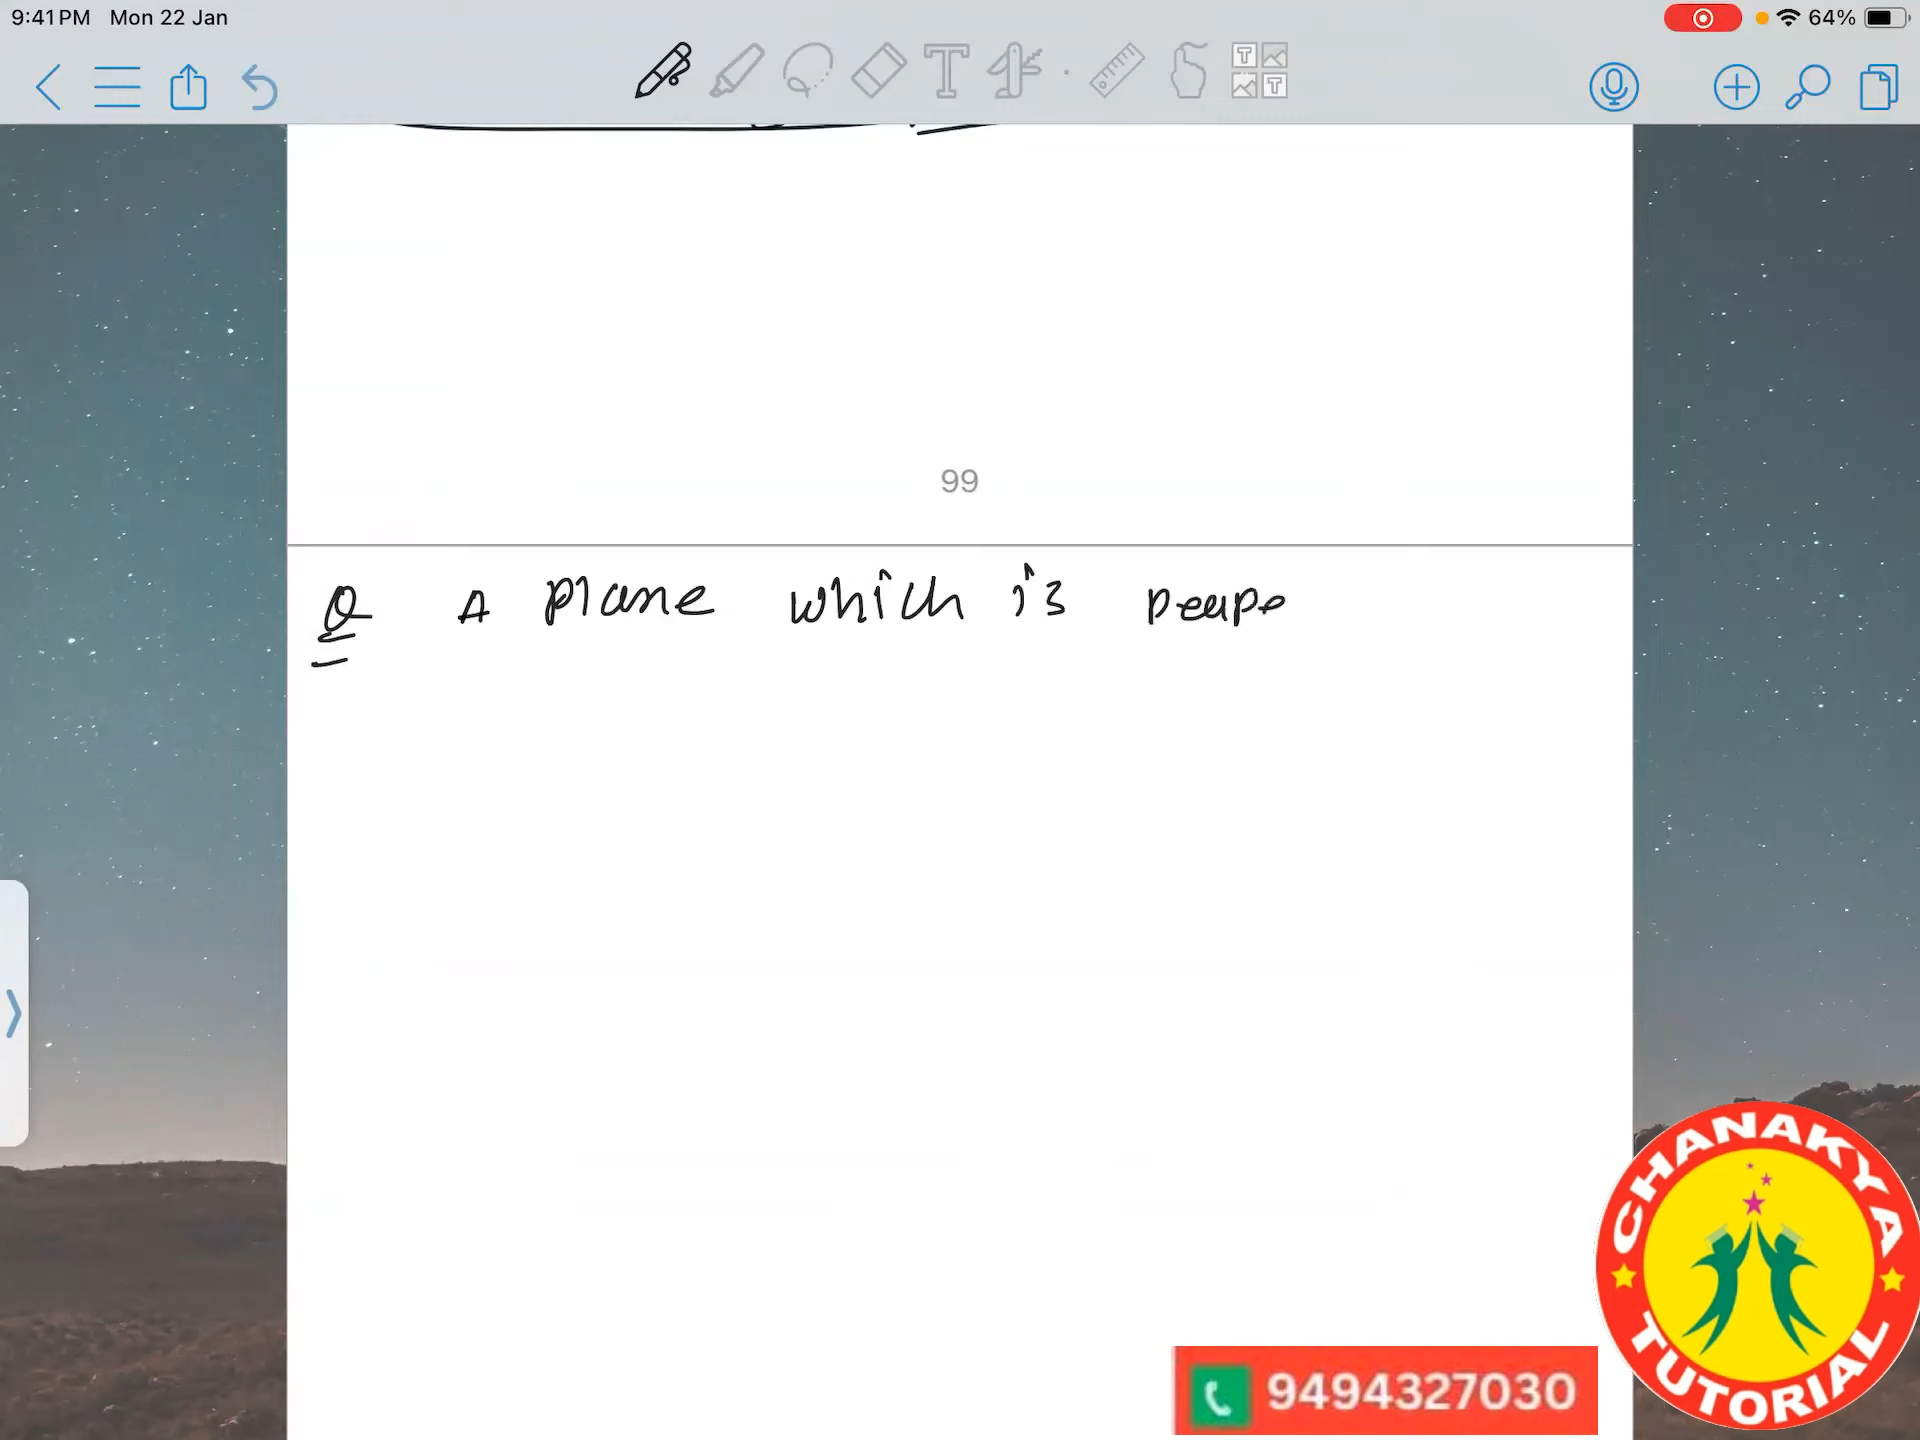 9:41 PM Mon 22 Jan
64%
99
Q A plane which is perpe
CHANAKYA TUTORIAL
9494327030